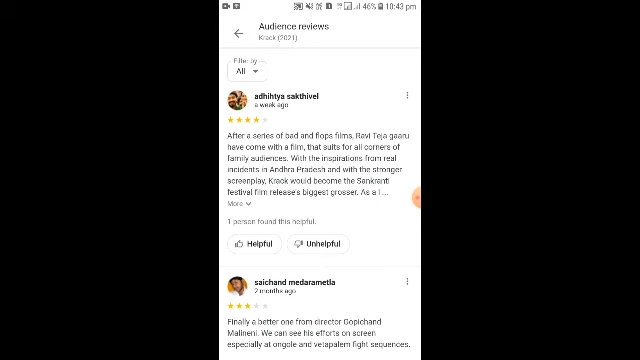 46% 10:43 pm
Audience reviews
Krack (2021)
Filter by
All
adhihtya sakthivel
a week ago
After a series of bad and flops films, Ravi Teja gaaru
have come with a film, that suits for all corners of
family audiences. With the inspirations from real
incidents in Andhra Pradesh and with the stronger
screenplay, Krack would become the Sankranti
festival film release's biggest grosser. As a l ...
More
1 person found this helpful.
Helpful
Unhelpful
saichand medarametla
2 months ago
Finally a better one from director Gopichand
Malineni. We can see his efforts on screen
especially at ongole and vetapalem fight sequences.